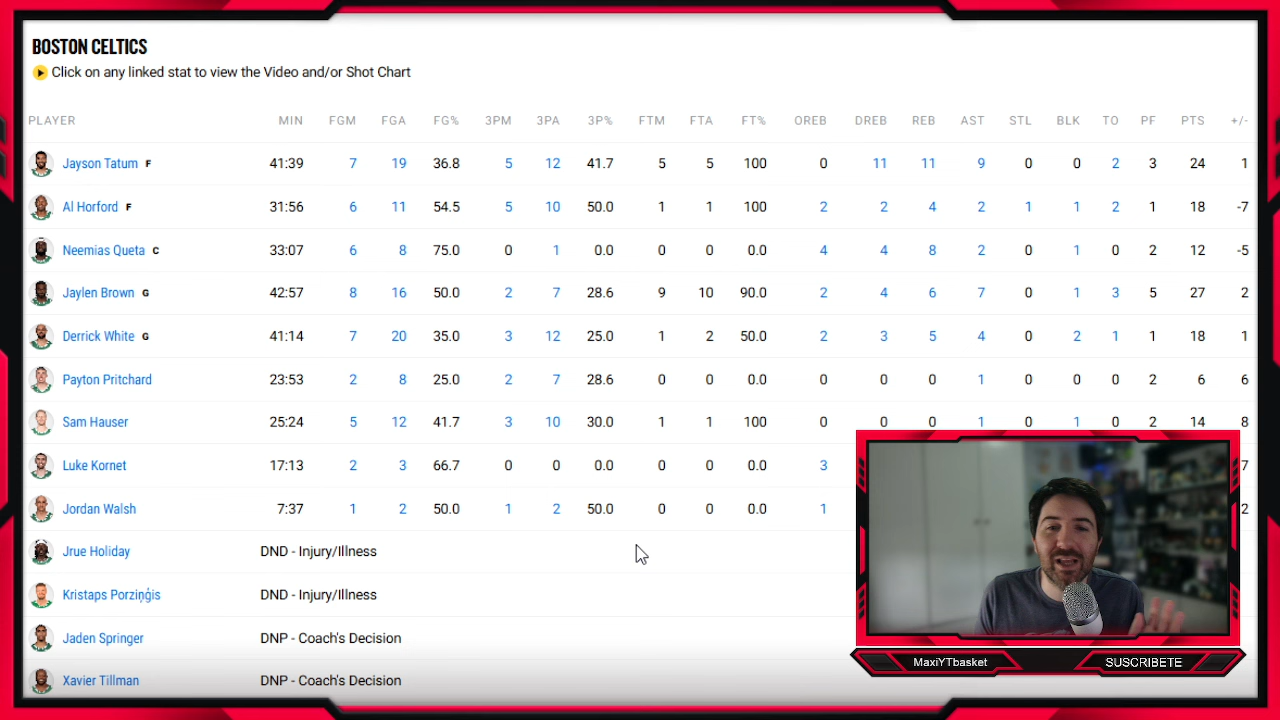 BOSTON CELTICS
Click on any linked stat to view the Video and/or Shot Chart
PLAYER MIN FGM FGA FG% 3PM 3PA 3P% FTM FTA FT% OREB DREB REB AST STL BLK TO PF PTS +/-
Jayson Tatum F 41:39 7 19 36.8 5 12 41.7 5 5 100 0 11 11 9 0 0 2 3 24 1
Al Horford F 31:56 6 11 54.5 5 10 50.0 1 1 100 2 2 4 2 1 1 2 1 18 -7
Neemias Queta C 33:07 6 8 75.0 0 1 0.0 0 0 0.0 4 4 8 2 0 1 0 2 12 -5
Jaylen Brown G 42:57 8 16 50.0 2 7 28.6 9 10 90.0 2 4 6 7 0 1 3 5 27 2
Derrick White G 41:14 7 20 35.0 3 12 25.0 1 2 50.0 2 3 5 4 0 2 1 1 18 1
Payton Pritchard 23:53 2 8 25.0 2 7 28.6 0 0 0.0 0 0 0 1 0 0 0 2 6 6
Sam Hauser 25:24 5 12 41.7 3 10 30.0 1 1 100 0 0 0 1 0 1 0 2 14 8
Luke Kornet 17:13 2 3 66.7 0 0 0.0 0 0 0.0 3 7
Jordan Walsh 7:37 1 2 50.0 1 2 50.0 0 0 0.0 1 2
Jrue Holiday DND - Injury/Illness
Kristaps Porziņģis DND - Injury/Illness
Jaden Springer DNP - Coach's Decision
Xavier Tillman DNP - Coach's Decision
MaxiYTbasket SUSCRIBETE